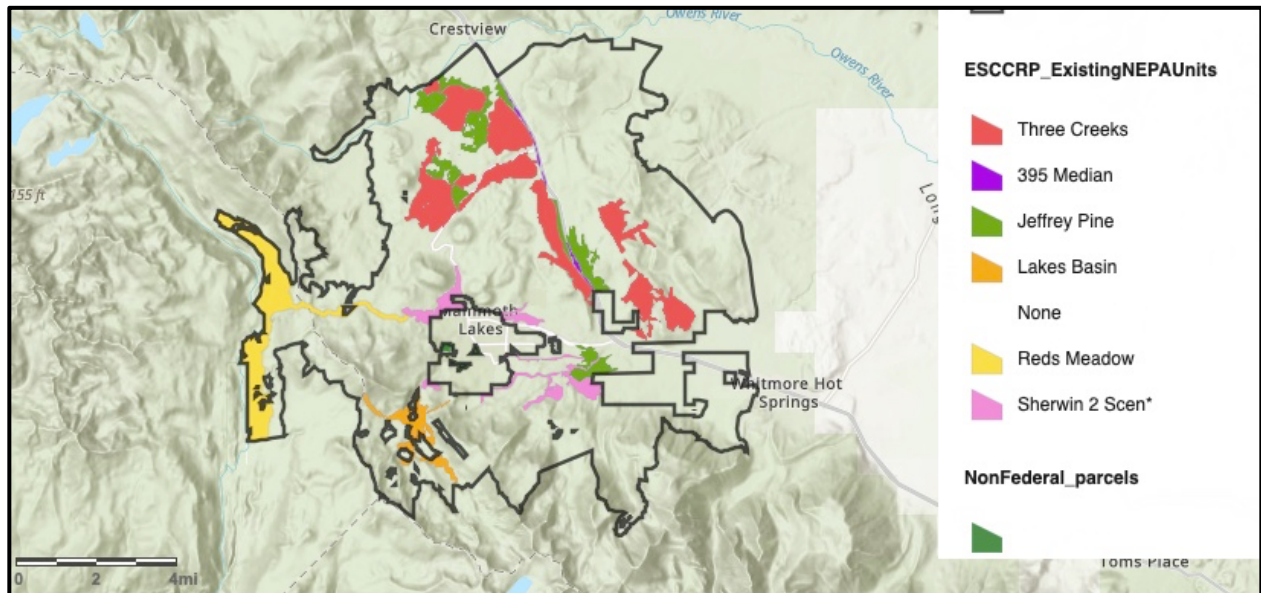 Crestview
Owens River
Owens River
155 ft
Mammoth
Lakes
Whitmore Hot
Springs
Toms Place
0 2 4mi
ESCCRP_ExistingNEPAUnits
Three Creeks
395 Median
Jeffrey Pine
Lakes Basin
None
Reds Meadow
Sherwin 2 Scen*
NonFederal_parcels